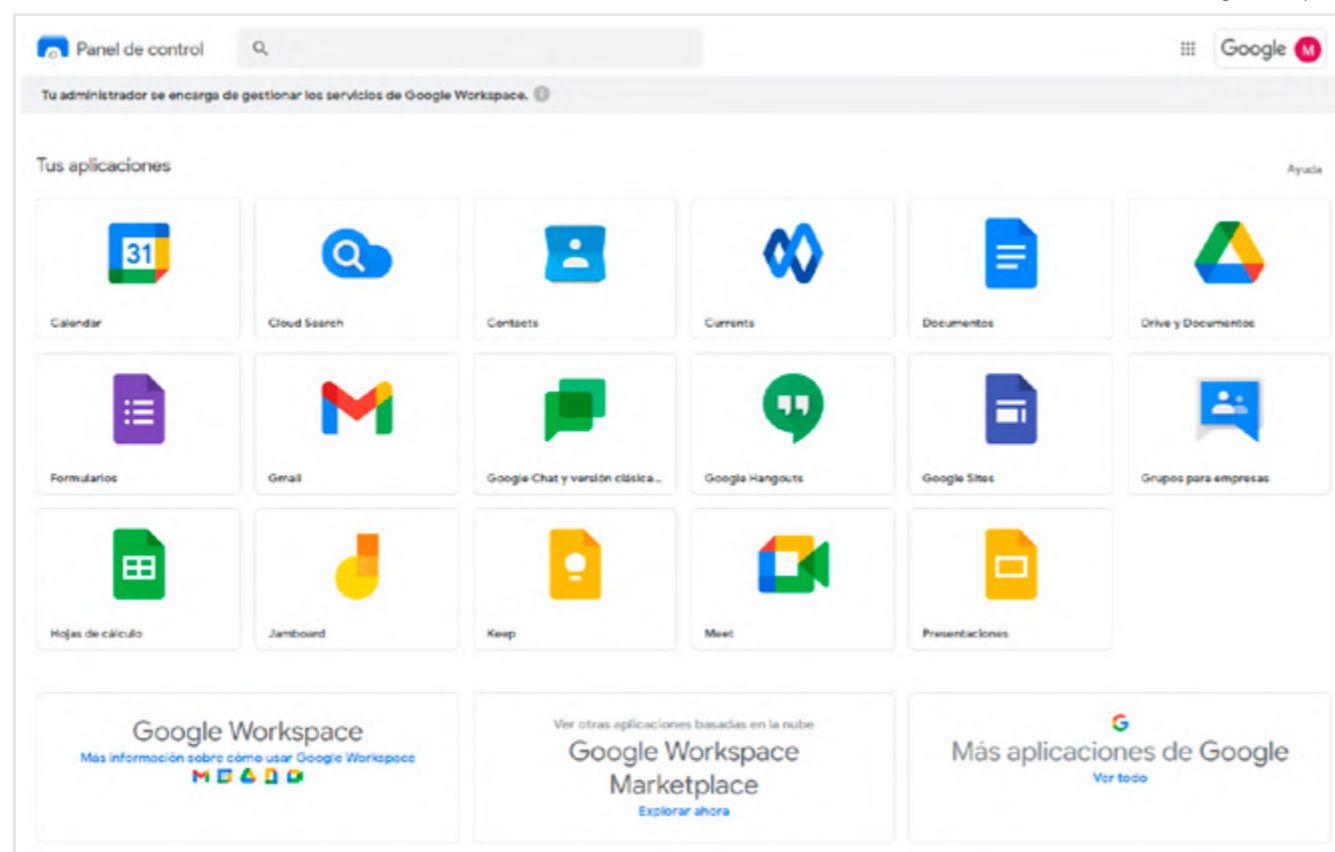 Panel de control
Google M
Tu administrador se encarga de gestionar los servicios de Google Workspace.
Tus aplicaciones
Ayuda
31
Calendar
Cloud Search
Contacts
Currents
Documentos
Drive y Documentos
Formularios
Gmail
Google Chat y versión clásica...
Google Hangouts
Google Sites
Grupos para empresas
Hojas de cálculo
Jamboard
Keep
Meet
Presentaciones
Google Workspace
Más información sobre cómo usar Google Workspace
Ver otras aplicaciones basadas en la nube
Google Workspace
Marketplace
Explorar ahora
Más aplicaciones de Google
Ver todo